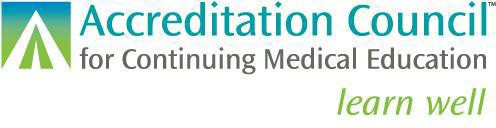 Accreditation Council™
for Continuing Medical Education
learn well